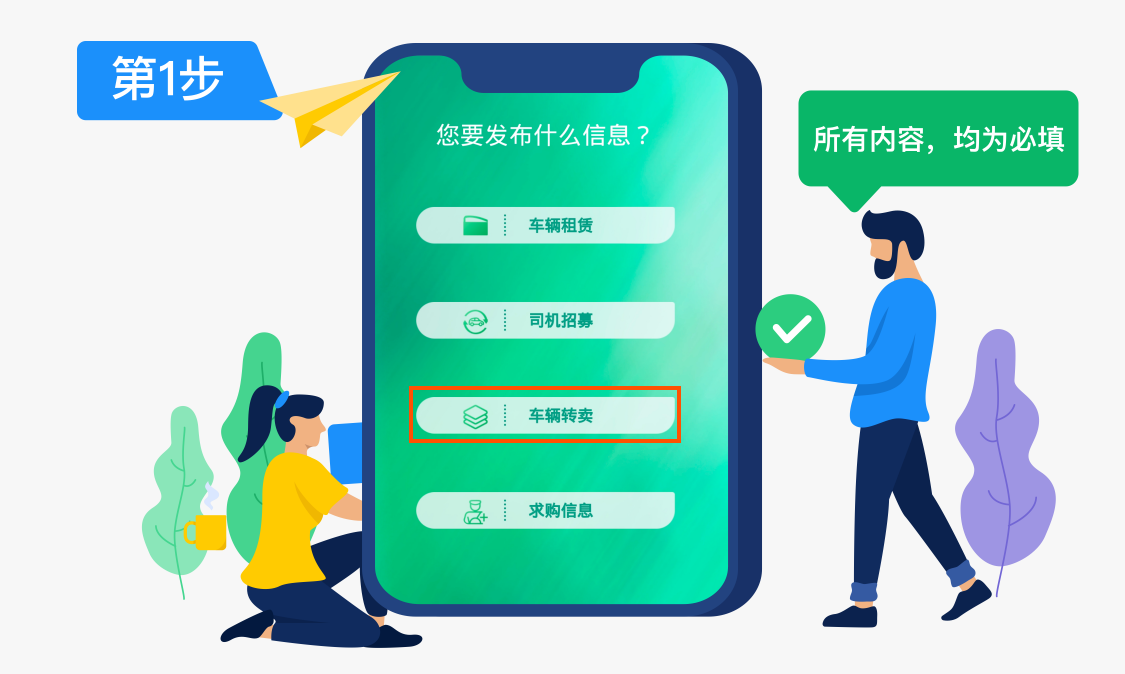 第1步
您要发布什么信息？
所有内容，均为必填
车辆租赁
司机招募
车辆转卖
求购信息